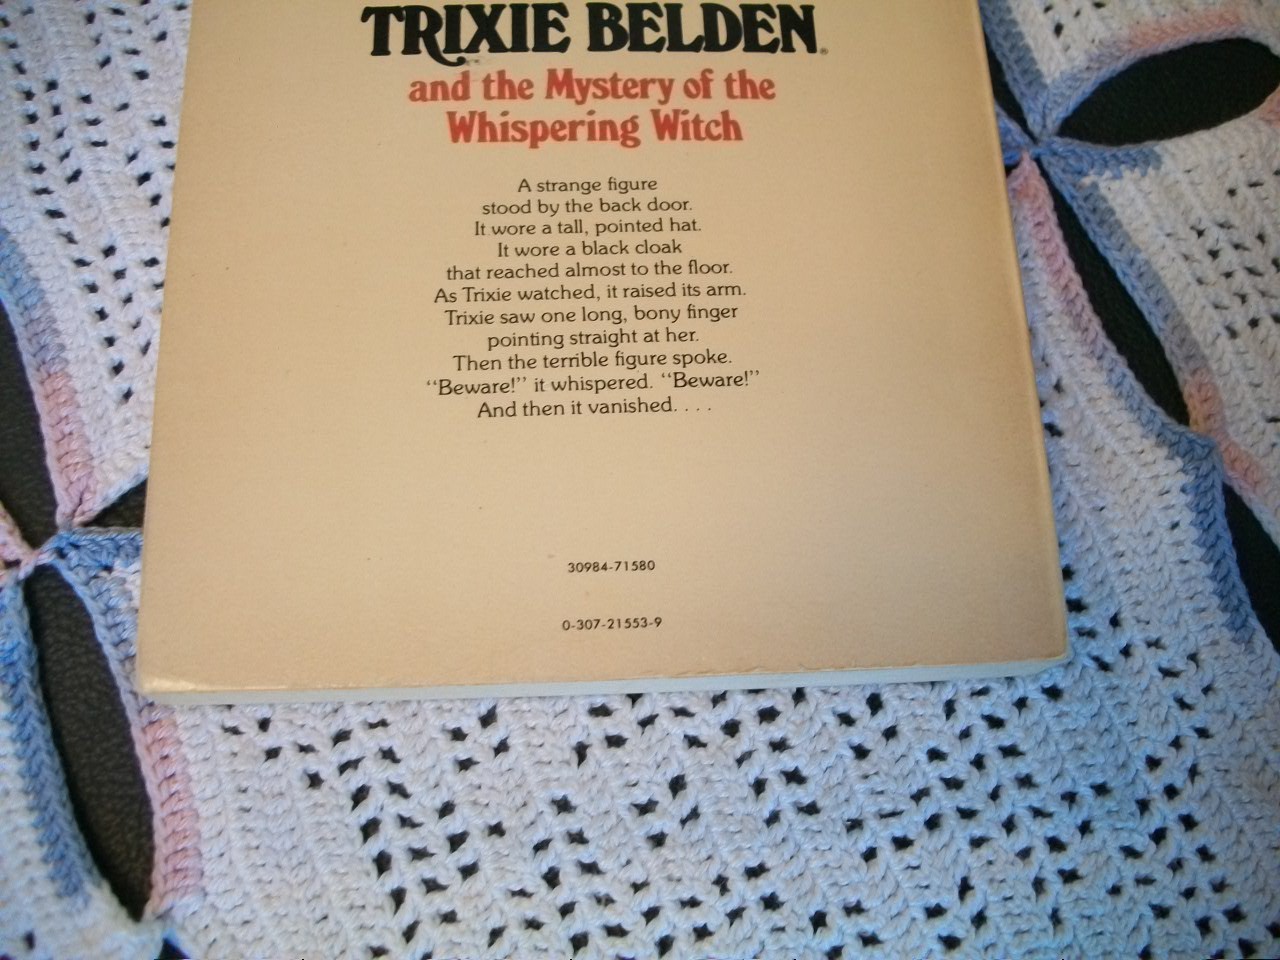 TRIXIE BELDEN®
and the Mystery of the
Whispering Witch
A strange figure
stood by the back door.
It wore a tall, pointed hat.
It wore a black cloak
that reached almost to the floor.
As Trixie watched, it raised its arm.
Trixie saw one long, bony finger
pointing straight at her.
Then the terrible figure spoke.
“Beware!” it whispered. “Beware!”
And then it vanished. . . .
30984-71580
0-307-21553-9